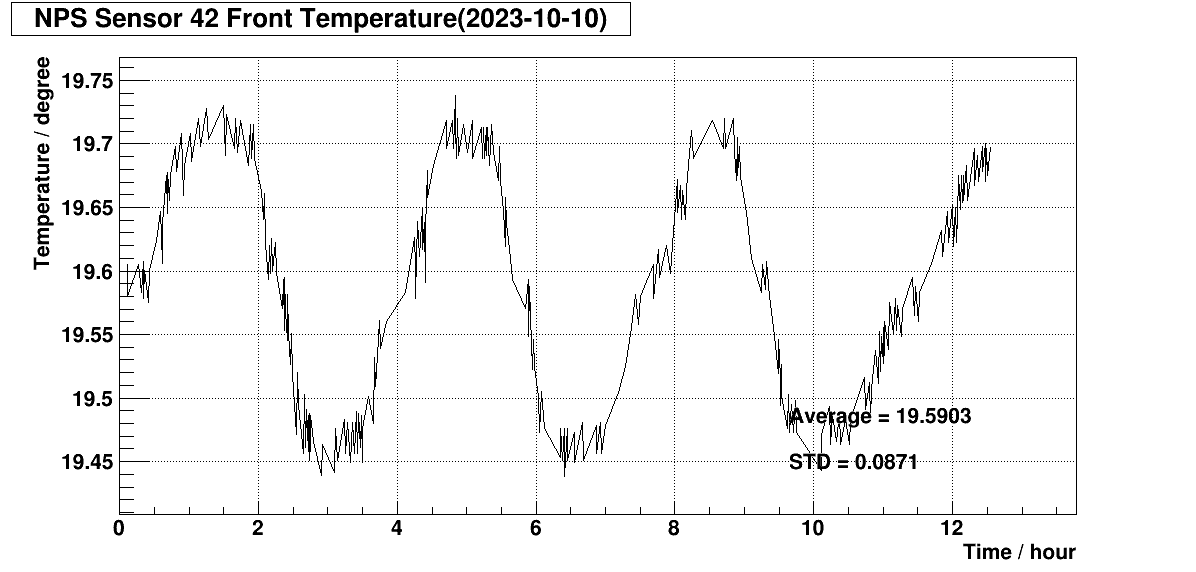 NPS Sensor 42 Front Temperature(2023-10-10)
Temperature / degree
19.75
19.7
19.65
19.6
19.55
19.5
19.45
Average = 19.5903
STD = 0.0871
0 2 4 6 8 10 12
Time / hour